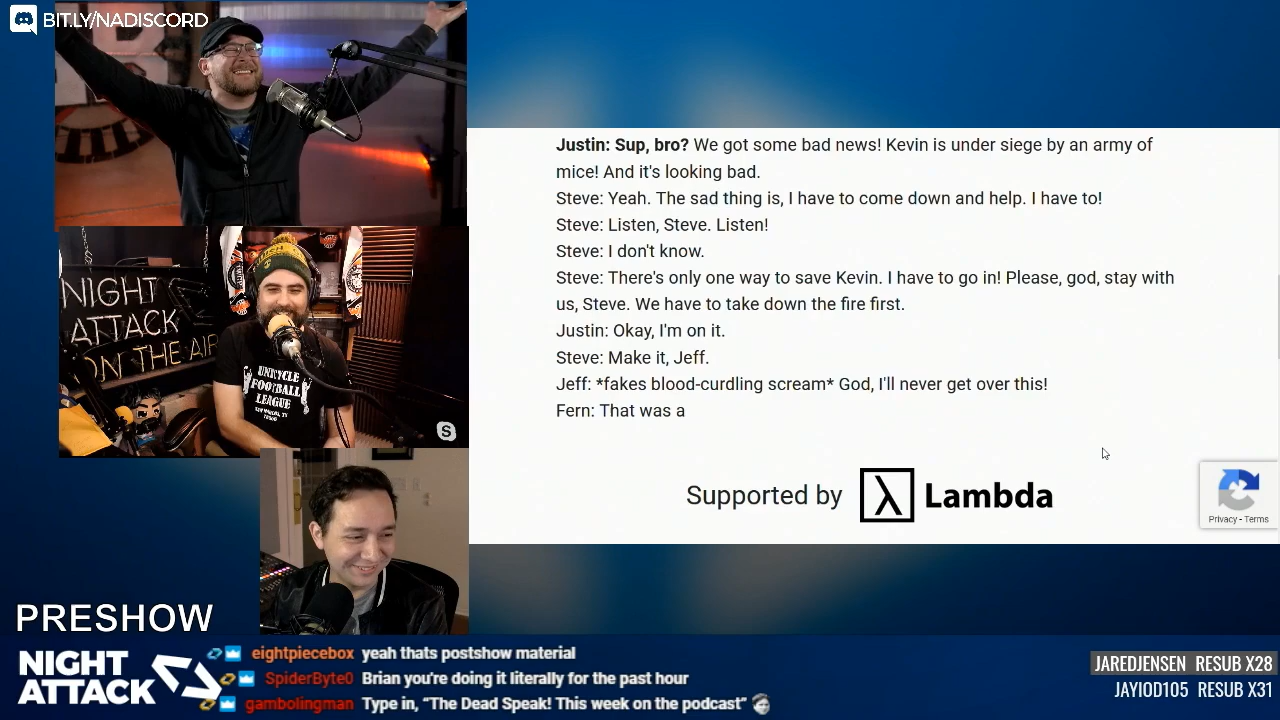 BIT.LY/NADISCORD
Justin: Sup, bro? We got some bad news! Kevin is under siege by an army of
mice! And it's looking bad.
Steve: Yeah. The sad thing is, I have to come down and help. I have to!
Steve: Listen, Steve. Listen!
Steve: I don't know.
Steve: There's only one way to save Kevin. I have to go in! Please, god, stay with
us, Steve. We have to take down the fire first.
Justin: Okay, I'm on it.
Steve: Make it, Jeff.
Jeff: *fakes blood-curdling scream* God, I'll never get over this!
Fern: That was a
Supported by λ Lambda
Privacy - Terms
NIGHT
ATTACK
ON THE AIR
UNICYCLE
FOOTBALL
LEAGUE
PRESHOW
NIGHT
ATTACK
eightpiecebox yeah thats postshow material
SpiderByte0 Brian you're doing it literally for the past hour
gambolingman Type in, “The Dead Speak! This week on the podcast”
JAREDJENSEN RESUB X28
JAYIOD105 RESUB X31